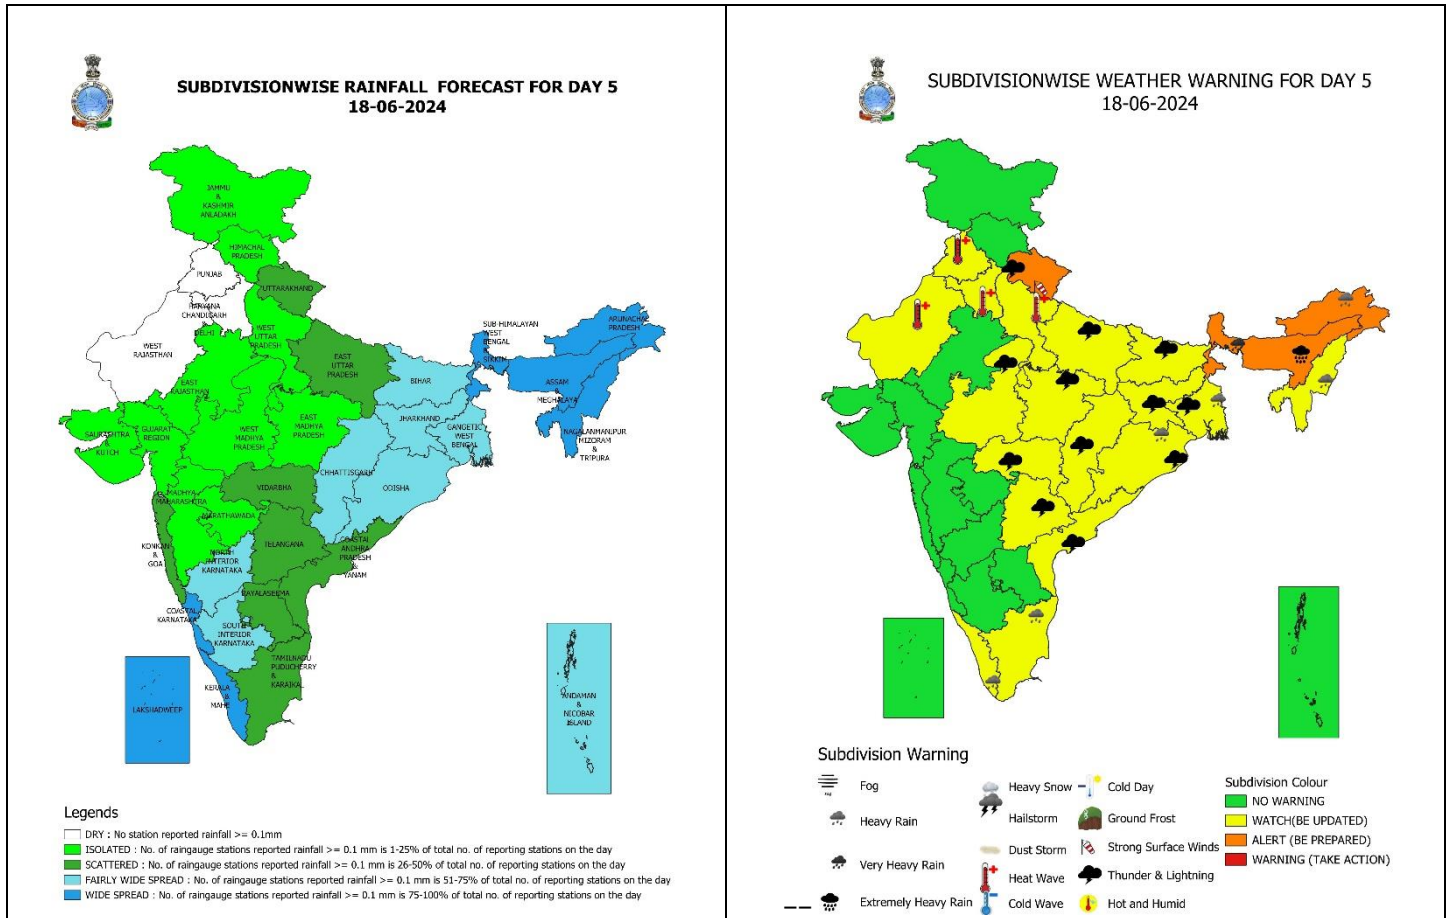 SUBDIVISIONWISE RAINFALL FORECAST FOR DAY 5
18-06-2024
JAMMU
&
KASHMIR
ANLADAKH
HIMACHAL
PRADESH
PUNJAB
UTTARAKHAND
HARYANA
CHANDIGARH
&
DELHI
WEST
RAJASTHAN
WEST
UTTAR
PRADESH
EAST
UTTAR
PRADESH
SUB-HIMALAYAN
WEST
BENGAL
&
SIKKIM
ARUNACHAL
PRADESH
BIHAR
EAST
RAJASTHAN
ASSAM
&
MEGHALAYA
JHARKHAND
SAURASHTRA
&
KUTCH
GUJARAT
REGION
WEST
MADHYA
PRADESH
EAST
MADHYA
PRADESH
GANGETIC
WEST
BENGAL
NAGALANMANJPUR
MIZORAM
&
TRIPURA
CHHATTISGARH
VIDARBHA
ODISHA
MADHYA
MAHARASHTRA
MARATHAWADA
KONKAN
&
GOA
TELANGANA
COASTAL
ANDHRA
PRADESH
&
YANAM
NORTH
INTERIOR
KARNATAKA
RAYALASEEMA
COASTAL
KARNATAKA
SOUTH
INTERIOR
KARNATAKA
TAMILNADU
PUDUCHERRY
&
KARAIKAL
KERALA
&
MAHE
LAKSHADWEEP
ANDAMAN
&
NICOBAR
ISLAND
Legends
DRY : No station reported rainfall >= 0.1mm
ISOLATED : No. of raingauge stations reported rainfall >= 0.1 mm is 1-25% of total no. of reporting stations on the day
SCATTERED : No. of raingauge stations reported rainfall >= 0.1 mm is 26-50% of total no. of reporting stations on the day
FAIRLY WIDE SPREAD : No. of raingauge stations reported rainfall >= 0.1 mm is 51-75% of total no. of reporting stations on the day
WIDE SPREAD : No. of raingauge stations reported rainfall >= 0.1 mm is 75-100% of total no. of reporting stations on the day
SUBDIVISIONWISE WEATHER WARNING FOR DAY 5
18-06-2024
Subdivision Warning
Fog
Heavy Rain
Very Heavy Rain
Extremely Heavy Rain
Heavy Snow
Hailstorm
Dust Storm
Heat Wave
Cold Wave
Cold Day
Ground Frost
Strong Surface Winds
Thunder & Lightning
Hot and Humid
Subdivision Colour
NO WARNING
WATCH(BE UPDATED)
ALERT (BE PREPARED)
WARNING (TAKE ACTION)